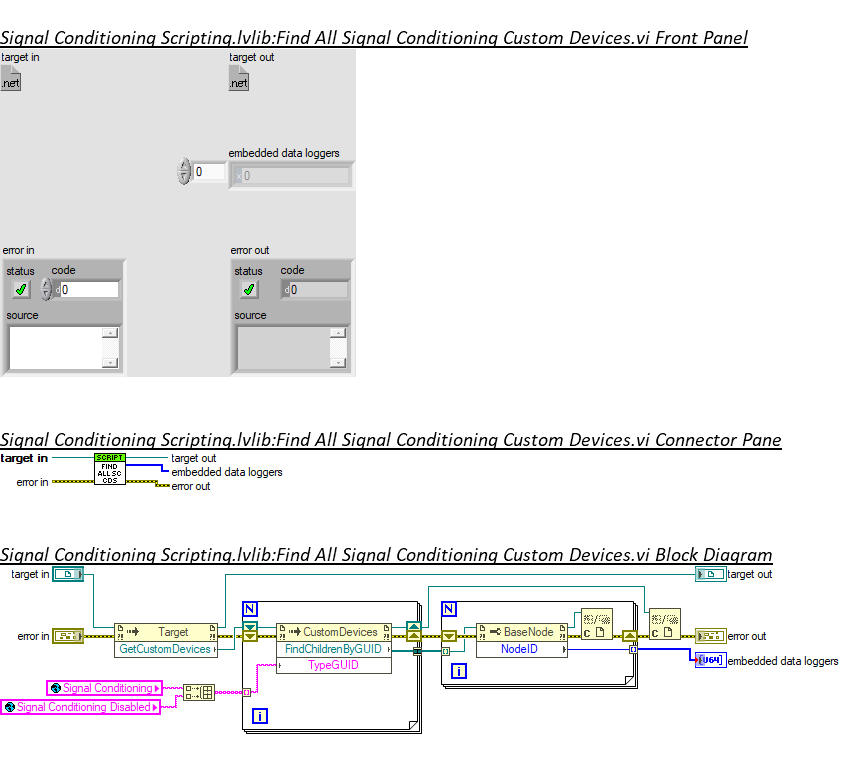 Signal Conditioning Scripting.lvlib:Find All Signal Conditioning Custom Devices.vi Front Panel
target in
target out
.net
.net
embedded data loggers
0
x 0
error in
error out
status
code
status
code
d 0
d 0
source
source
Signal Conditioning Scripting.lvlib:Find All Signal Conditioning Custom Devices.vi Connector Pane
target in
SCRIPT
target out
FIND
ALL SC
CDS
embedded data loggers
error in
error out
Signal Conditioning Scripting.lvlib:Find All Signal Conditioning Custom Devices.vi Block Diagram
target in
target out
N
N
error in
?!
Target
?!
?!
CustomDevices
?!
?!
BaseNode
?!
C
C
error out
GetCustomDevices
FindChildrenByGUID
NodeID
TypeGUID
[U64]
embedded data loggers
i
Signal Conditioning
Signal Conditioning Disabled
i